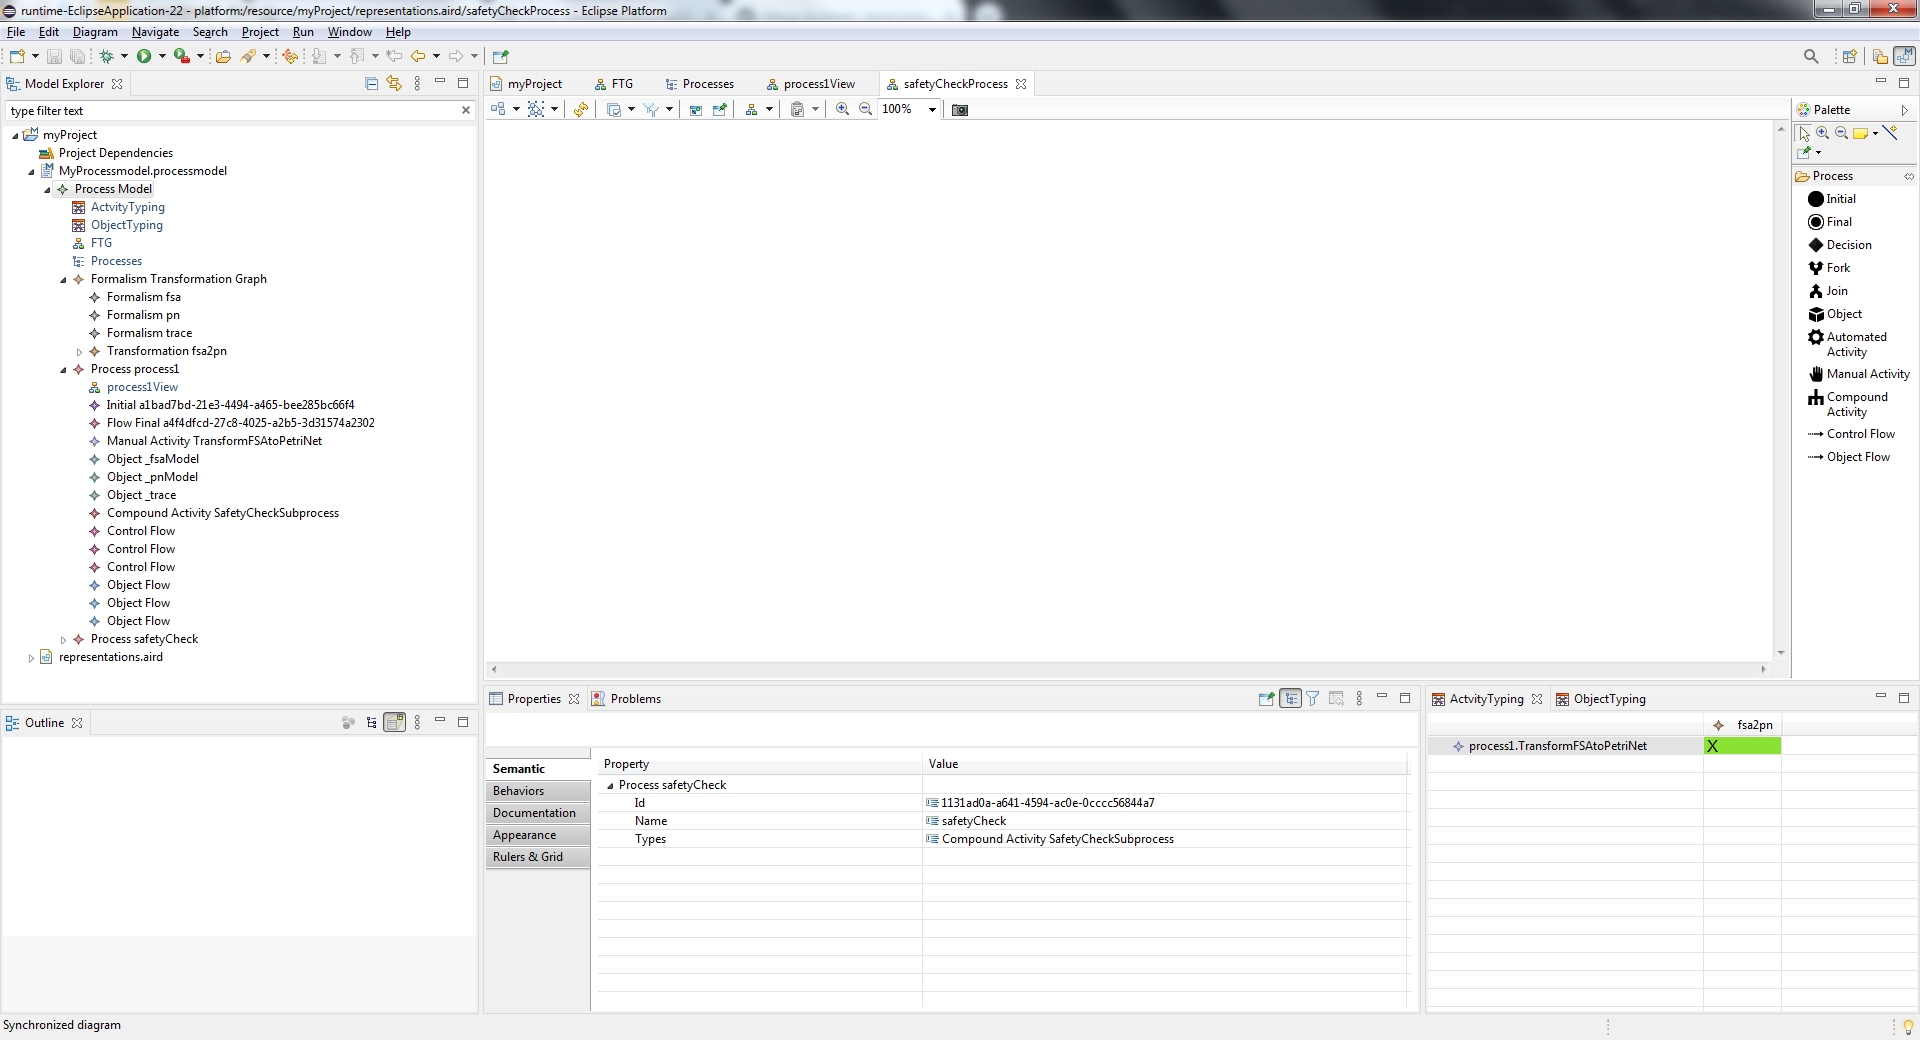 runtime-EclipseApplication-22 - platform:/resource/myProject/representations.aird/safetyCheckProcess - Eclipse Platform
File Edit Diagram Navigate Search Project Run Window Help
Model Explorer
type filter text
myProject
Project Dependencies
MyProcessmodel.processmodel
Process Model
ActvityTyping
ObjectTyping
FTG
Processes
Formalism Transformation Graph
Formalism fsa
Formalism pn
Formalism trace
Transformation fsa2pn
Process process1
process1View
Initial a1bad7bd-21e3-4494-a465-bee285bc66f4
Flow Final a4f4dfcd-27c8-4025-a2b5-3d31574a2302
Manual Activity TransformFSAtoPetriNet
Object _fsaModel
Object _pnModel
Object _trace
Compound Activity SafetyCheckSubprocess
Control Flow
Control Flow
Control Flow
Object Flow
Object Flow
Object Flow
Process safetyCheck
representations.aird
Outline
myProject FTG Processes process1View safetyCheckProcess
100%
Palette
Process
Initial
Final
Decision
Fork
Join
Object
Automated
Activity
Manual Activity
Compound
Activity
Control Flow
Object Flow
Properties Problems
Semantic
Behaviors
Documentation
Appearance
Rulers & Grid
Property Value
Process safetyCheck
Id 1131ad0a-a641-4594-ac0e-0cccc56844a7
Name safetyCheck
Types Compound Activity SafetyCheckSubprocess
ActvityTyping ObjectTyping
fsa2pn
process1.TransformFSAtoPetriNet X
Synchronized diagram